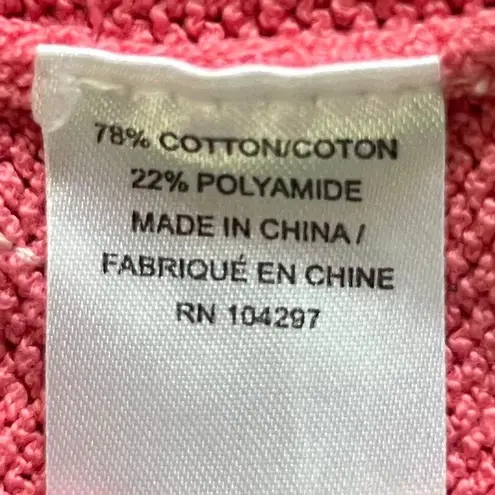 78% COTTON/COTON
22% POLYAMIDE
MADE IN CHINA /
FABRIQUÉ EN CHINE
RN 104297